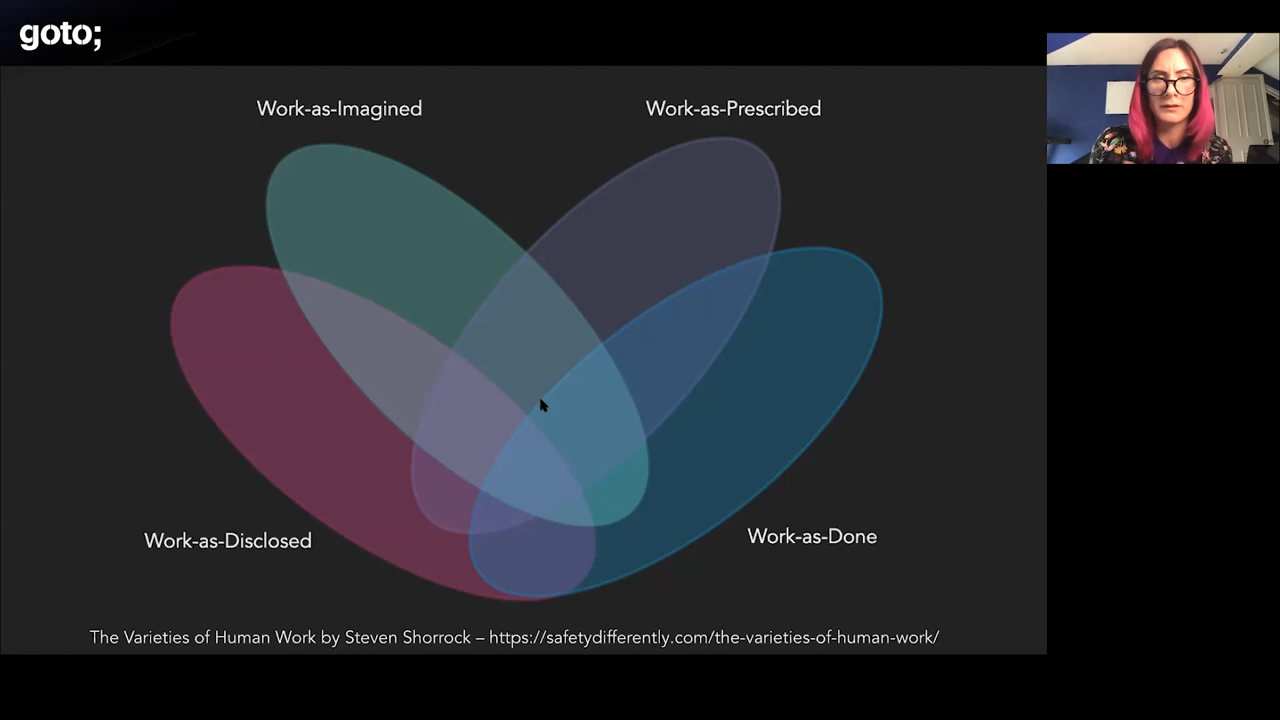 goto;
Work-as-Imagined
Work-as-Prescribed
Work-as-Disclosed
Work-as-Done
The Varieties of Human Work by Steven Shorrock – https://safetydifferently.com/the-varieties-of-human-work/